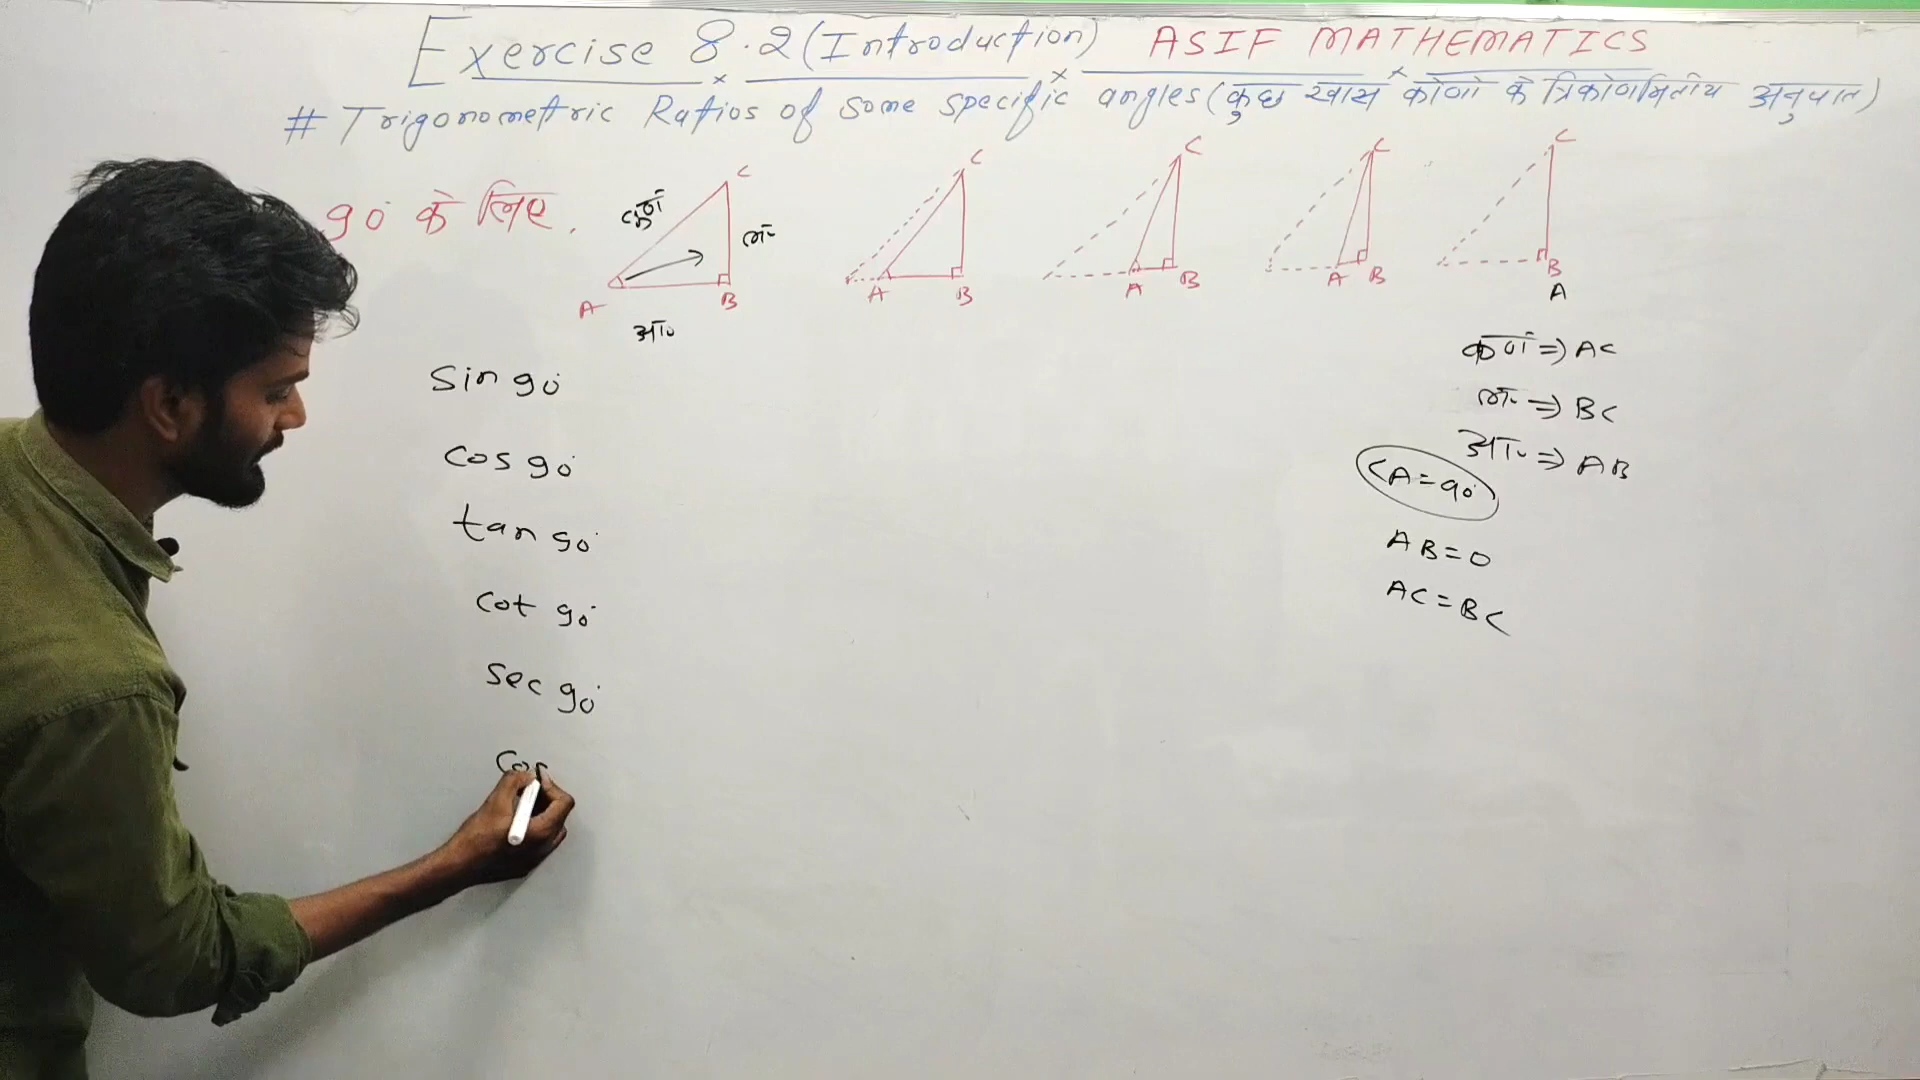 Exercise 8.2 (Introduction) ASIF MATHEMATICS
# Trigonometric Ratios of some specific angles (कुछ खास कोणों के त्रिकोणमितीय अनुपात)
90° के लिए.
C
कर्ण
लं॰
A
B
आ॰
C
A
B
C
A
B
C
A
B
C
B
A
sin 90°
cos 90°
tan 90°
cot 90°
sec 90°
cos
कर्ण ⇒ AC
लं॰ ⇒ BC
आ॰ ⇒ AB
<A = 90°
AB = 0
AC = BC